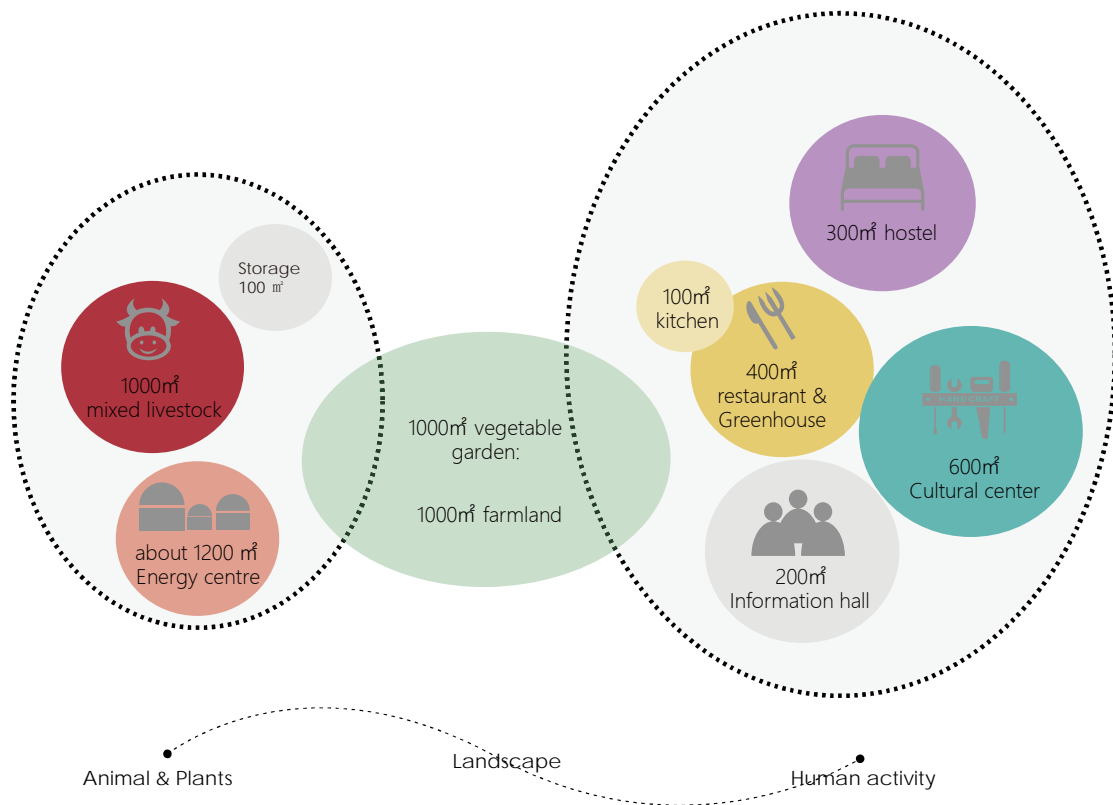 300㎡ hostel
Storage
100 ㎡
100㎡
kitchen
1000㎡
mixed livestock
400㎡
restaurant &
Greenhouse
HANDCRAFT
1000㎡ vegetable
garden:
600㎡
Cultural center
1000㎡ farmland
about 1200 ㎡
Energy centre
200㎡
Information hall
Landscape
Animal & Plants
Human activity